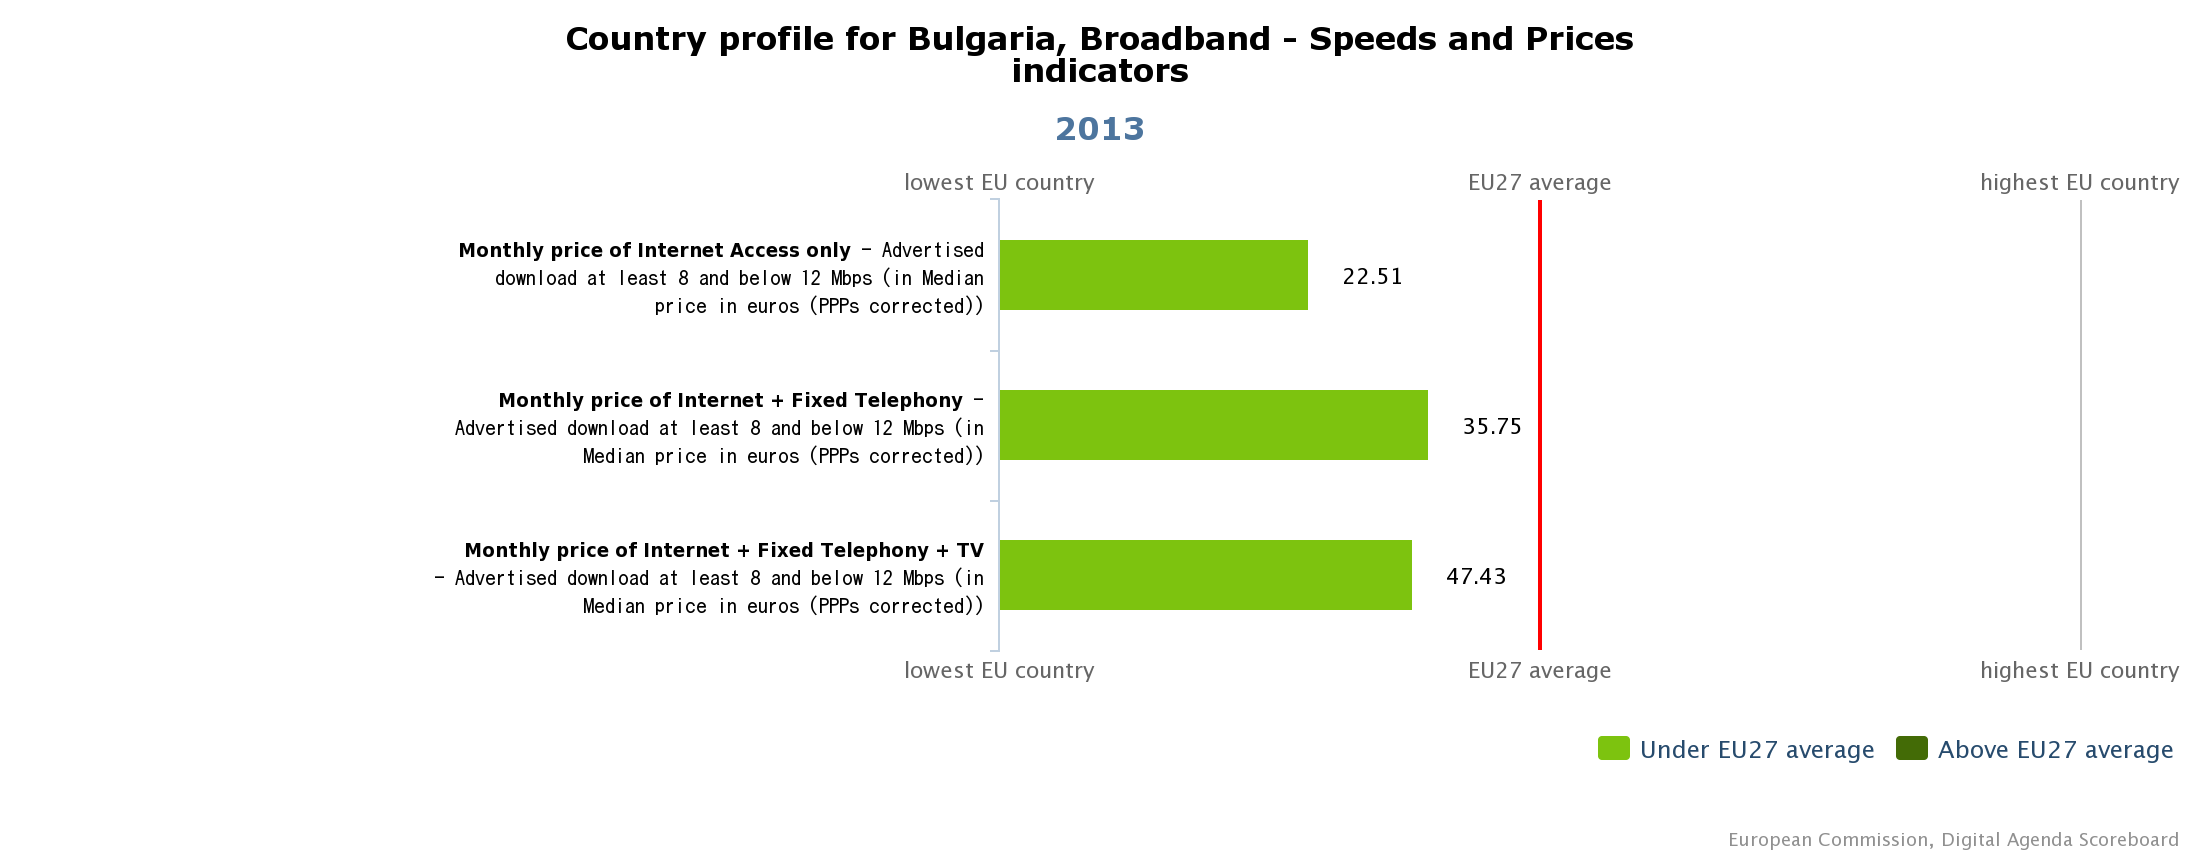 Country profile for Bulgaria, Broadband - Speeds and Prices
indicators
2013
lowest EU country
EU27 average
highest EU country
Monthly price of Internet Access only - Advertised
download at least 8 and below 12 Mbps (in Median
price in euros (PPPs corrected))
22.51
Monthly price of Internet + Fixed Telephony -
Advertised download at least 8 and below 12 Mbps (in
Median price in euros (PPPs corrected))
35.75
Monthly price of Internet + Fixed Telephony + TV
- Advertised download at least 8 and below 12 Mbps (in
Median price in euros (PPPs corrected))
47.43
lowest EU country
EU27 average
highest EU country
Under EU27 average
Above EU27 average
European Commission, Digital Agenda Scoreboard